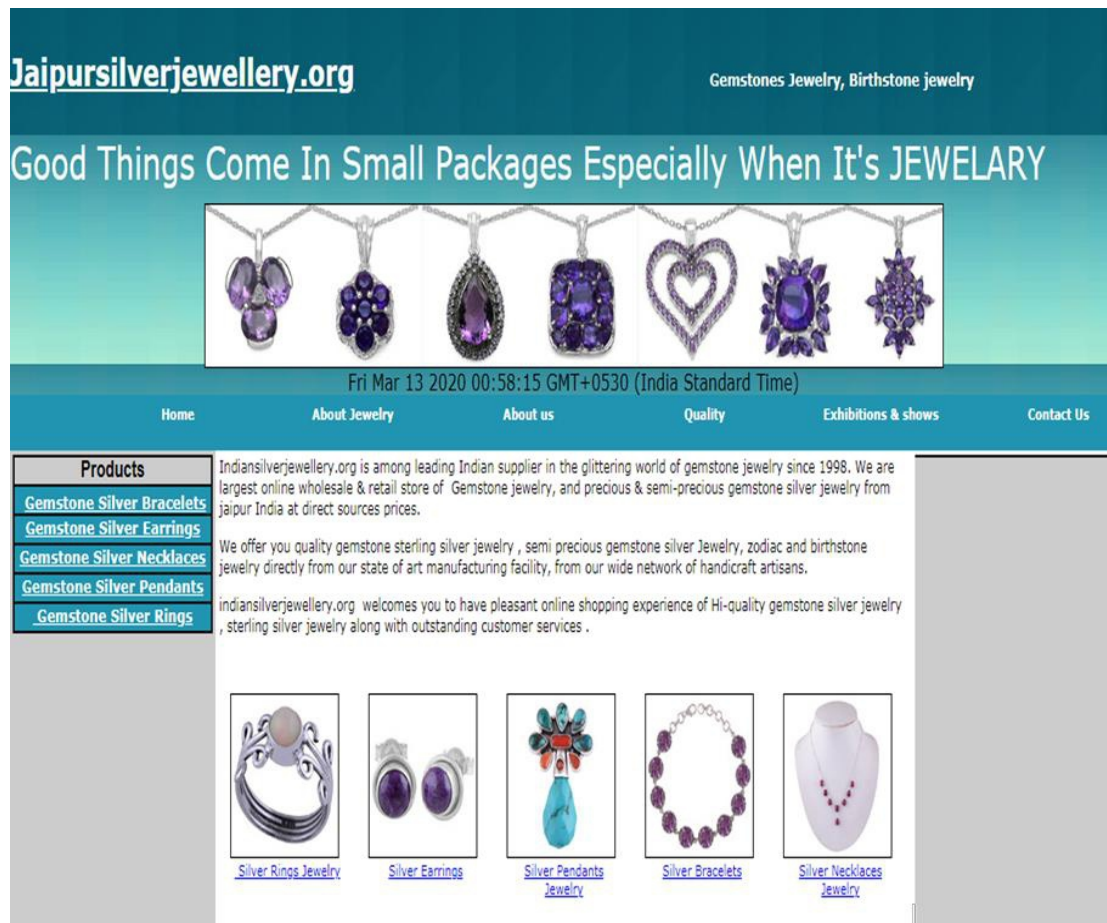 Jaipursilverjewellery.org
Gemstones Jewelry, Birthstone jewelry
Good Things Come In Small Packages Especially When It's JEWELARY
Fri Mar 13 2020 00:58:15 GMT+0530 (India Standard Time)
Home About Jewelry About us Quality Exhibitions & shows Contact Us
Products
Gemstone Silver Bracelets
Gemstone Silver Earrings
Gemstone Silver Necklaces
Gemstone Silver Pendants
Gemstone Silver Rings
Indiansilverjewellery.org is among leading Indian supplier in the glittering world of gemstone jewelry since 1998. We are
largest online wholesale & retail store of Gemstone jewelry, and precious & semi-precious gemstone silver jewelry from
jaipur India at direct sources prices.
We offer you quality gemstone sterling silver jewelry , semi precious gemstone silver Jewelry, zodiac and birthstone
jewelry directly from our state of art manufacturing facility, from our wide network of handicraft artisans.
indiansilverjewellery.org welcomes you to have pleasant online shopping experience of Hi-quality gemstone silver jewelry
, sterling silver jewelry along with outstanding customer services .
Silver Rings Jewelry
Silver Earrings
Silver Pendants
Jewelry
Silver Bracelets
Silver Necklaces
Jewelry